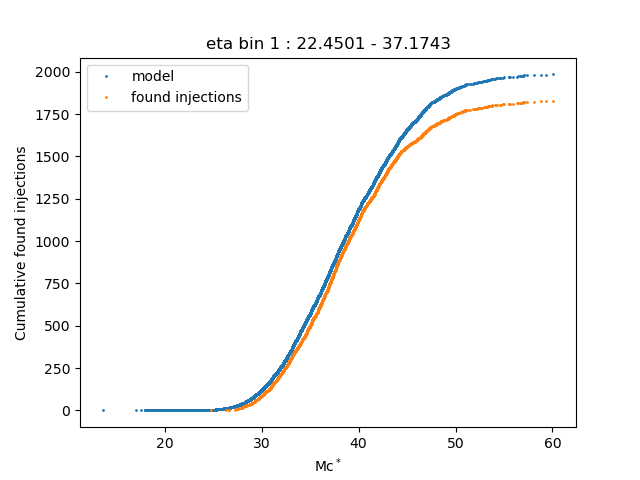 eta bin 1 : 22.4501 - 37.1743
model
found injections
Cumulative found injections
2000
1750
1500
1250
1000
750
500
250
0
20 30 40 50 60
Mc*